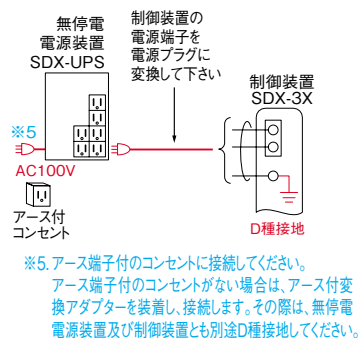 無停電
電源装置
SDX-UPS
制御装置の
電源端子を
電源プラグに
変換して下さい
制御装置
SDX-3X
※5
AC100V
アース付
コンセント
D種接地
※5. アース端子付のコンセントに接続してください。
アース端子付のコンセントがない場合は、アース付変
換アダプターを装着し、接続します。その際は、無停電
電源装置及び制御装置とも別途D種接地してください。